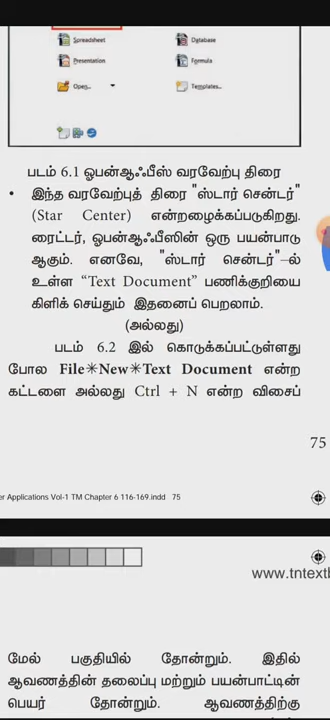 Spreadsheet
Database
Presentation
Formula
Open...
Templates...
படம் 6.1 ஓபன்ஆஃபீஸ் வரவேற்பு திரை
• இந்த வரவேற்புத் திரை "ஸ்டார் சென்டர்"
(Star Center) என்றழைக்கப்படுகிறது.
ரைட்டர், ஓபன்ஆஃபீஸின் ஒரு பயன்பாடு
ஆகும். எனவே, "ஸ்டார் சென்டர்"–ல்
உள்ள “Text Document” பணிக்குறியை
கிளிக் செய்தும் இதனைப் பெறலாம்.
(அல்லது)
படம் 6.2 இல் கொடுக்கப்பட்டுள்ளது
போல File✳New✳Text Document என்ற
கட்டளை அல்லது Ctrl + N என்ற விசைப்
75
er Applications Vol-1 TM Chapter 6 116-169.indd 75
www.tntextb
மேல் பகுதியில் தோன்றும். இதில்
ஆவணத்தின் தலைப்பு மற்றும் பயன்பாட்டின்
பெயர் தோன்றும். ஆவணத்திற்கு